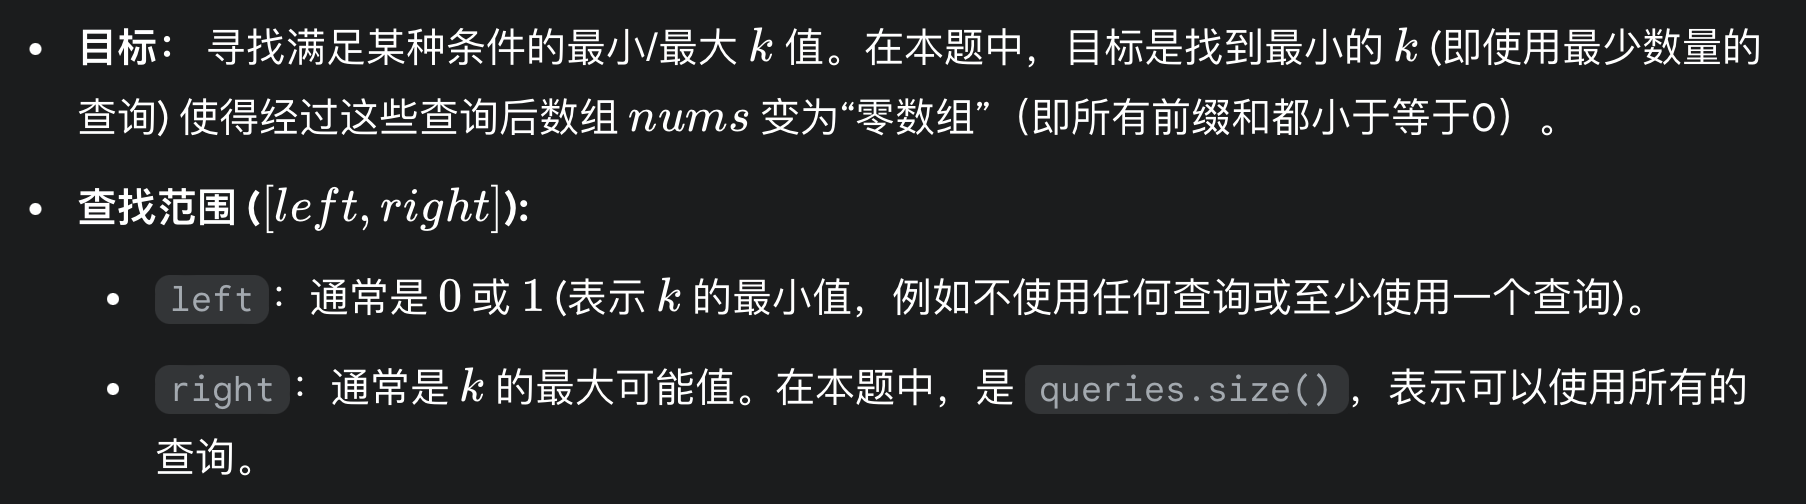 • 目标： 寻找满足某种条件的最小/最大 k 值。在本题中，目标是找到最小的 k (即使用最少数量的
查询) 使得经过这些查询后数组 nums 变为“零数组”（即所有前缀和都小于等于0）。
• 查找范围 ([left, right]):
• left： 通常是 0 或 1 (表示 k 的最小值，例如不使用任何查询或至少使用一个查询)。
• right： 通常是 k 的最大可能值。在本题中，是 queries.size()，表示可以使用所有的
查询。